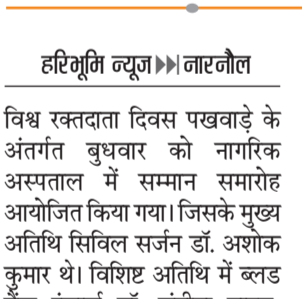 हरिभूमि न्यूज▶▶|नारनौल
विश्व रक्तदाता दिवस पखवाड़े के
अंतर्गत बुधवार को नागरिक
अस्पताल में सम्मान समारोह
आयोजित किया गया। जिसके मुख्य
अतिथि सिविल सर्जन डॉ. अशोक
कुमार थे। विशिष्ट अतिथि में ब्लड